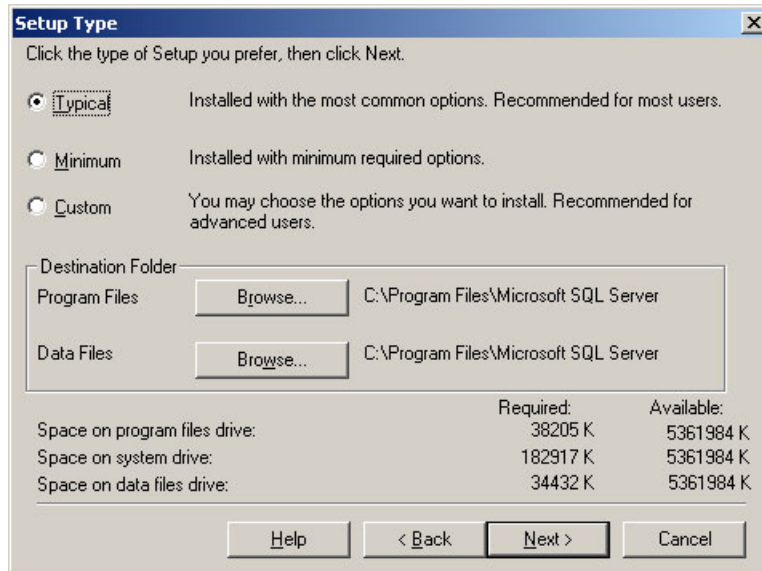 Setup Type
Click the type of Setup you prefer, then click Next.
Typical Installed with the most common options. Recommended for most users.
Minimum Installed with minimum required options.
Custom You may choose the options you want to install. Recommended for
advanced users.
Destination Folder
Program Files Browse... C:\Program Files\Microsoft SQL Server
Data Files Browse... C:\Program Files\Microsoft SQL Server
Required: Available:
Space on program files drive: 38205 K 5361984 K
Space on system drive: 182917 K 5361984 K
Space on data files drive: 34432 K 5361984 K
Help < Back Next > Cancel